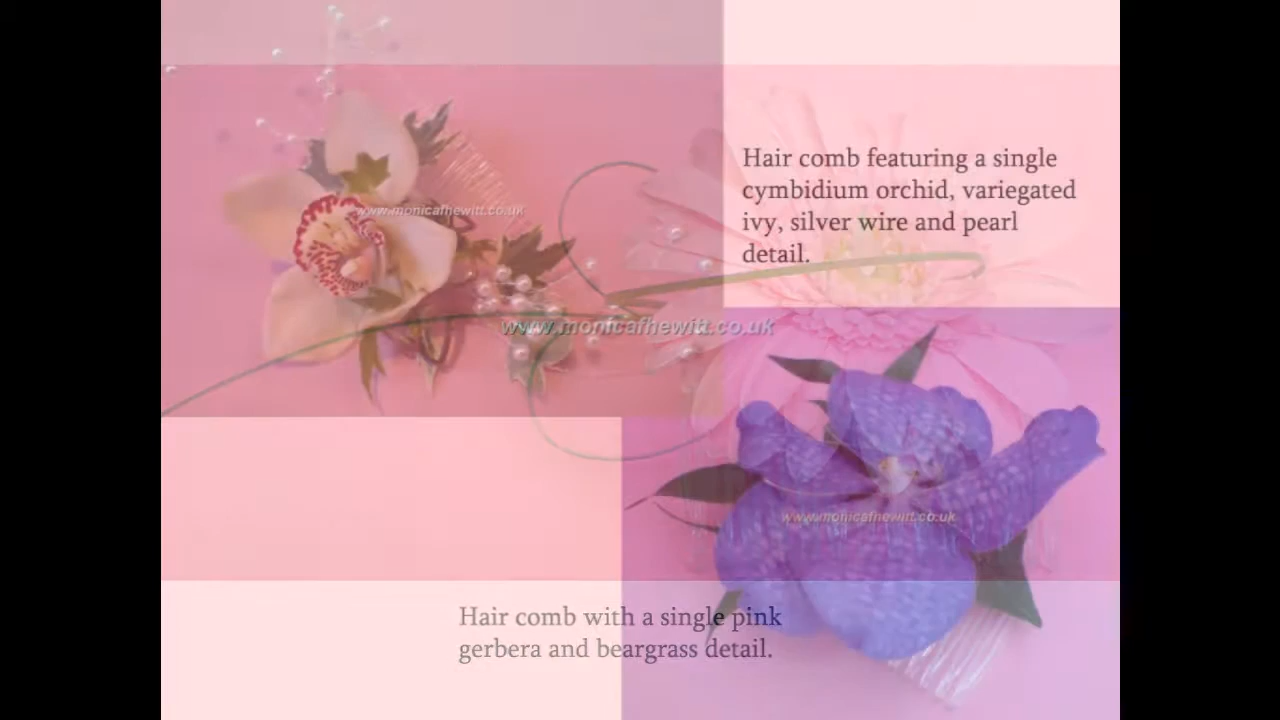 Hair comb featuring a single
cymbidium orchid, variegated
ivy, silver wire and pearl
detail.
www.monicafhewitt.co.uk
www.monicafhewitt.co.uk
www.monicafhewitt.co.uk
Hair comb with a single pink
gerbera and beargrass detail.